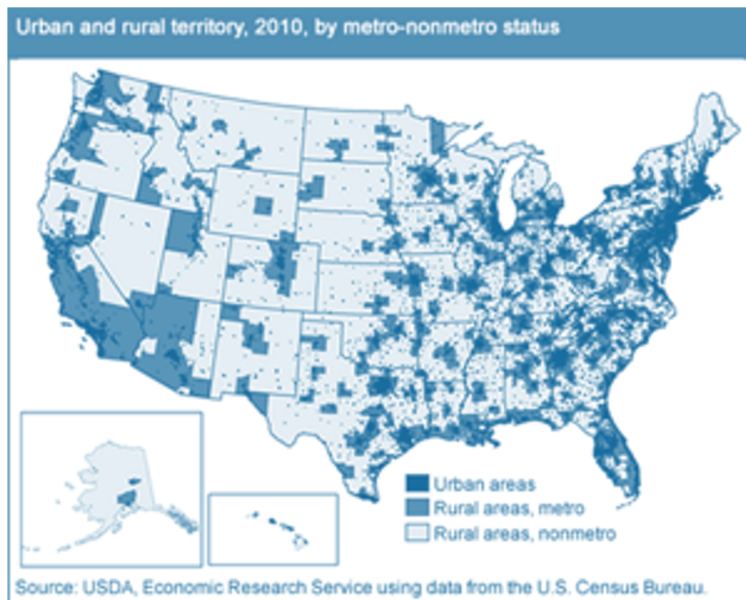 Urban and rural territory, 2010, by metro-nonmetro status
Urban areas
Rural areas, metro
Rural areas, nonmetro
Source: USDA, Economic Research Service using data from the U.S. Census Bureau.